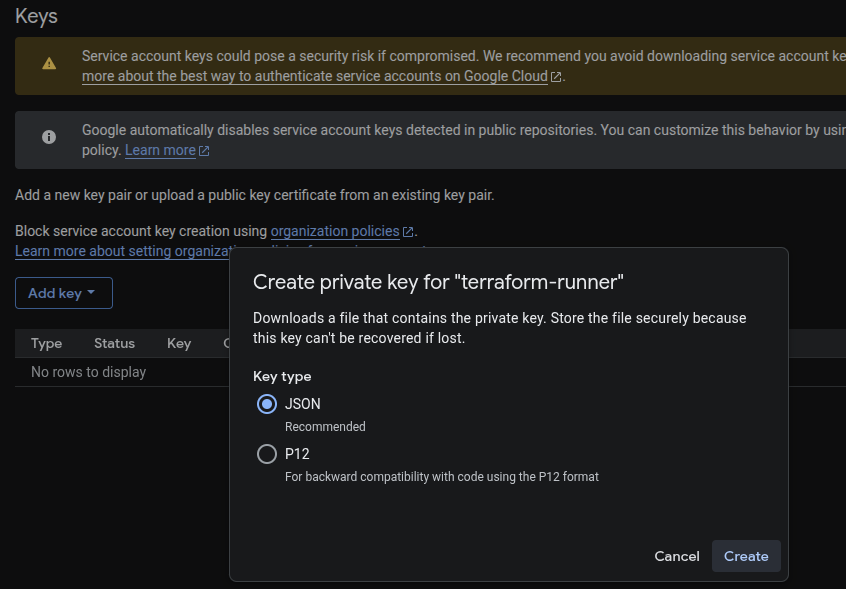 Keys
Service account keys could pose a security risk if compromised. We recommend you avoid downloading service account ke
more about the best way to authenticate service accounts on Google Cloud.
Google automatically disables service account keys detected in public repositories. You can customize this behavior by usin
policy. Learn more
Add a new key pair or upload a public key certificate from an existing key pair.
Block service account key creation using organization policies.
Learn more about setting organizat
Add key
Type Status Key C
No rows to display
Create private key for "terraform-runner"
Downloads a file that contains the private key. Store the file securely because
this key can't be recovered if lost.
Key type
JSON
Recommended
P12
For backward compatibility with code using the P12 format
Cancel Create